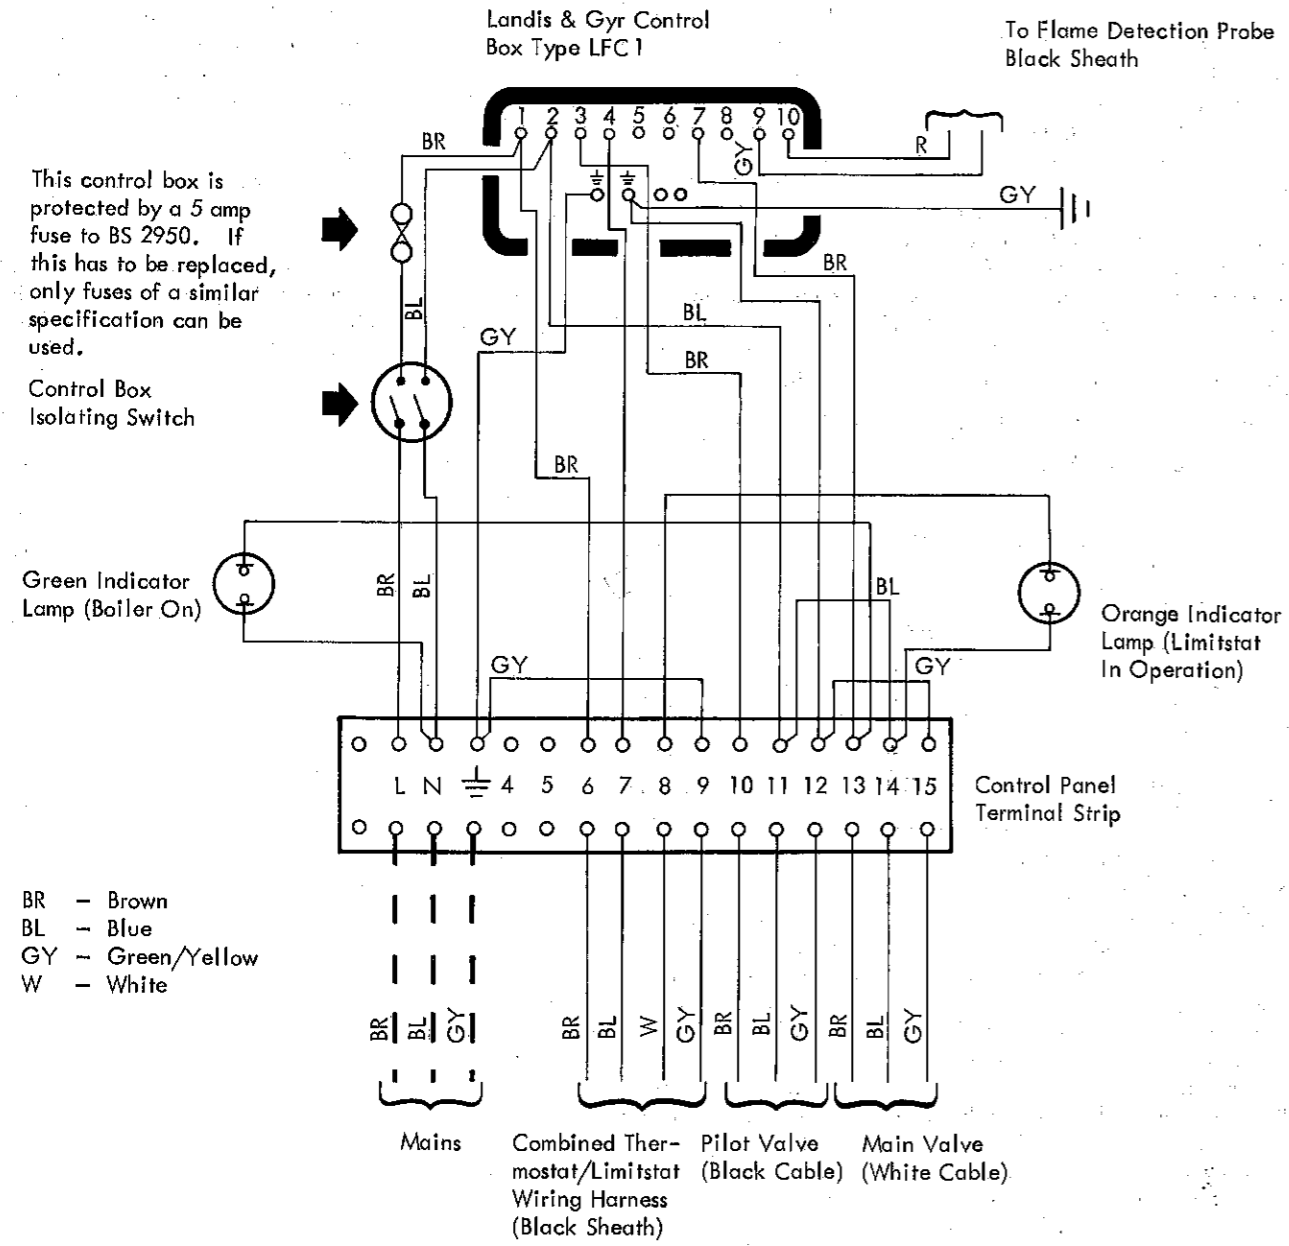 Landis & Gyr Control
Box Type LFC1
To Flame Detection Probe
Black Sheath
1 2 3 4 5 6 7 8 9 10
BR
GY
R
This control box is
protected by a 5 amp
fuse to BS 2950. If
this has to be replaced,
only fuses of a similar
specification can be
used.
GY
BR
BL
BL
GY
BR
Control Box
Isolating Switch
BR
Green Indicator
Lamp (Boiler On)
BR
BL
BL
Orange Indicator
Lamp (Limitstat
In Operation)
GY
GY
L N 4 5 6 7 8 9 10 11 12 13 14 15
Control Panel
Terminal Strip
BR - Brown
BL - Blue
GY - Green/Yellow
W - White
BR BL GY BR BL W GY BR BL GY BR BL GY
Mains
Combined Ther-
mostat/Limitstat
Wiring Harness
(Black Sheath)
Pilot Valve
(Black Cable)
Main Valve
(White Cable)